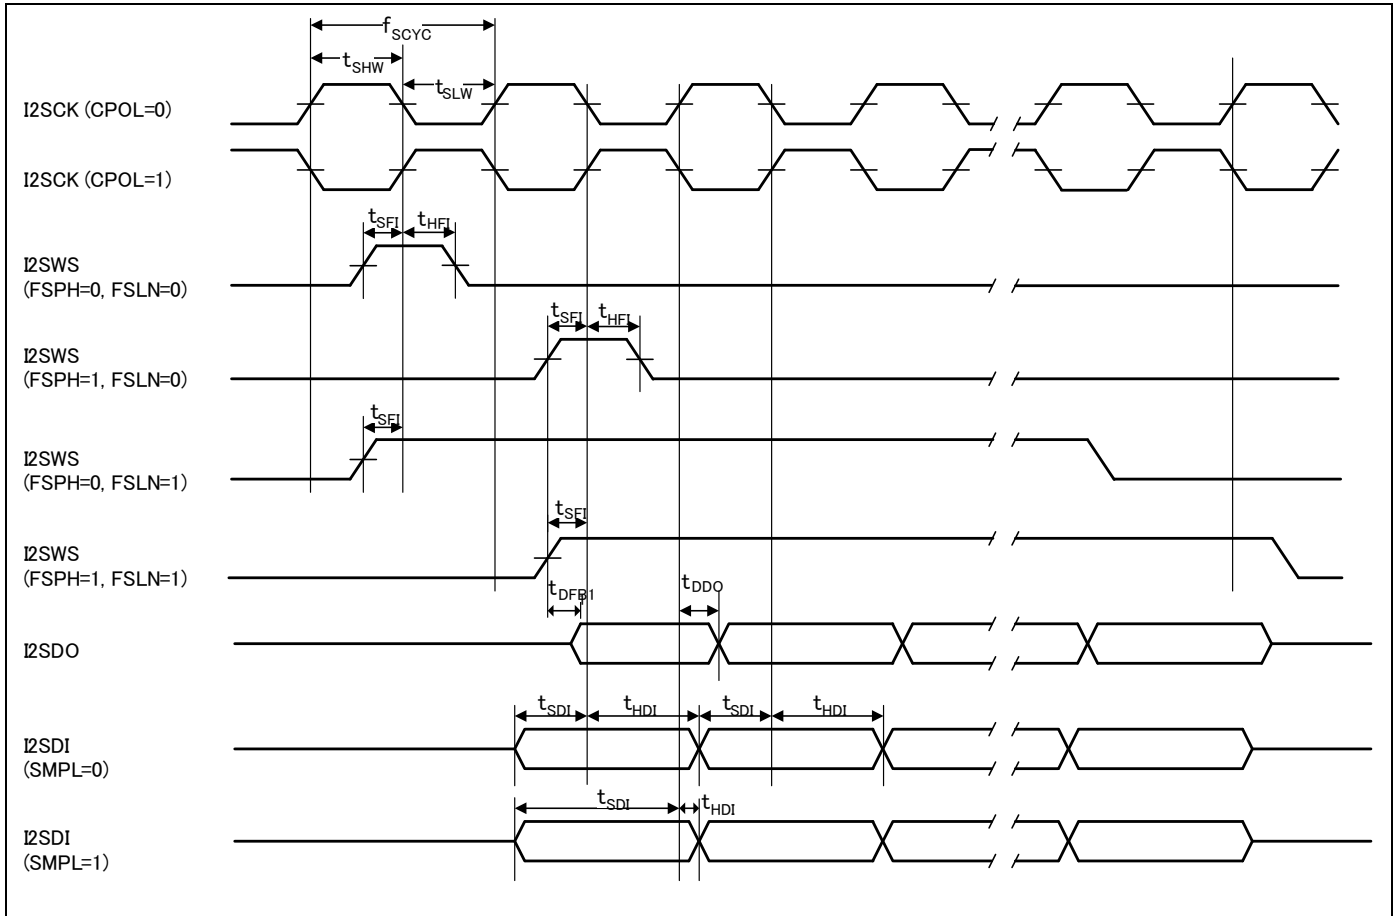 fSCYC
tSHW
tSLW
I2SCK (CPOL=0)
I2SCK (CPOL=1)
tSFI tHFI
I2SWS
(FSPH=0, FSLN=0)
tSFI tHFI
I2SWS
(FSPH=1, FSLN=0)
tSFI
I2SWS
(FSPH=0, FSLN=1)
tSFI
I2SWS
(FSPH=1, FSLN=1)
tDFB1 tDDO
I2SDO
tSDI tHDI tSDI tHDI
I2SDI
(SMPL=0)
tSDI tHDI
I2SDI
(SMPL=1)